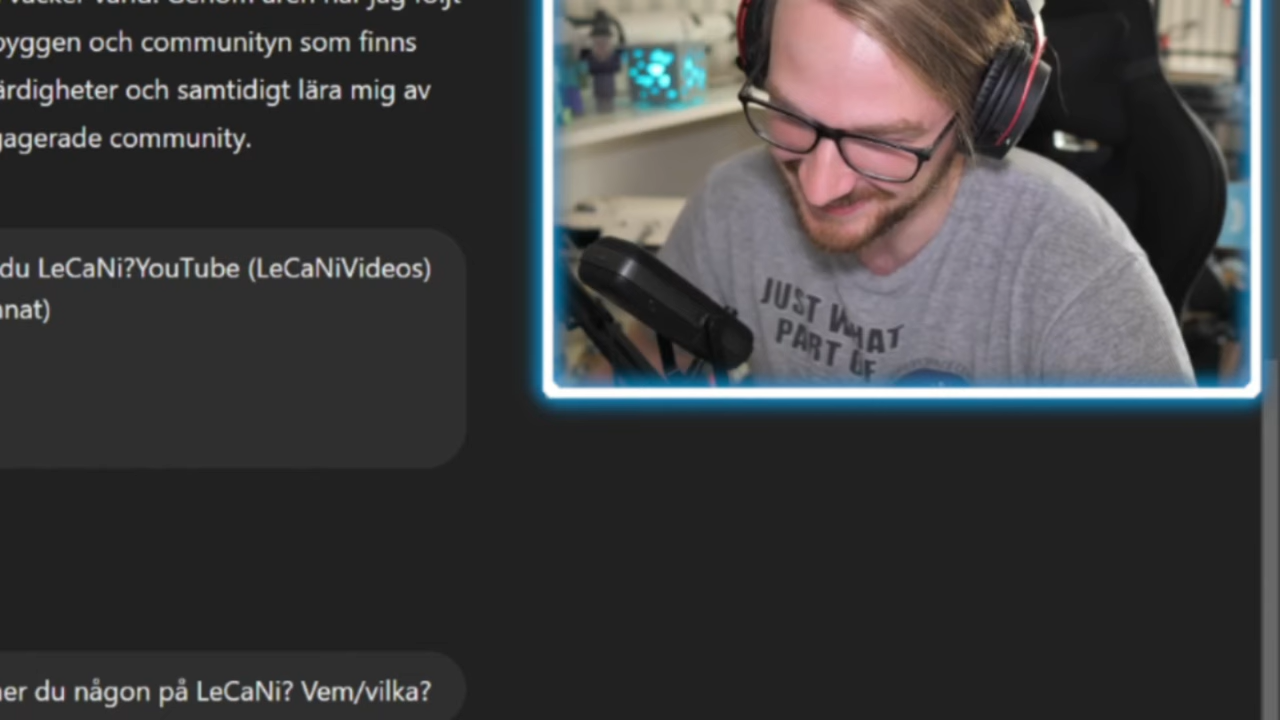 byggen och communityn som finns
ärdigheter och samtidigt lära mig av
gagerade community.
du LeCaNi?YouTube (LeCaNiVideos)
nnat)
er du någon på LeCaNi? Vem/vilka?
JUST WHAT
PART OF